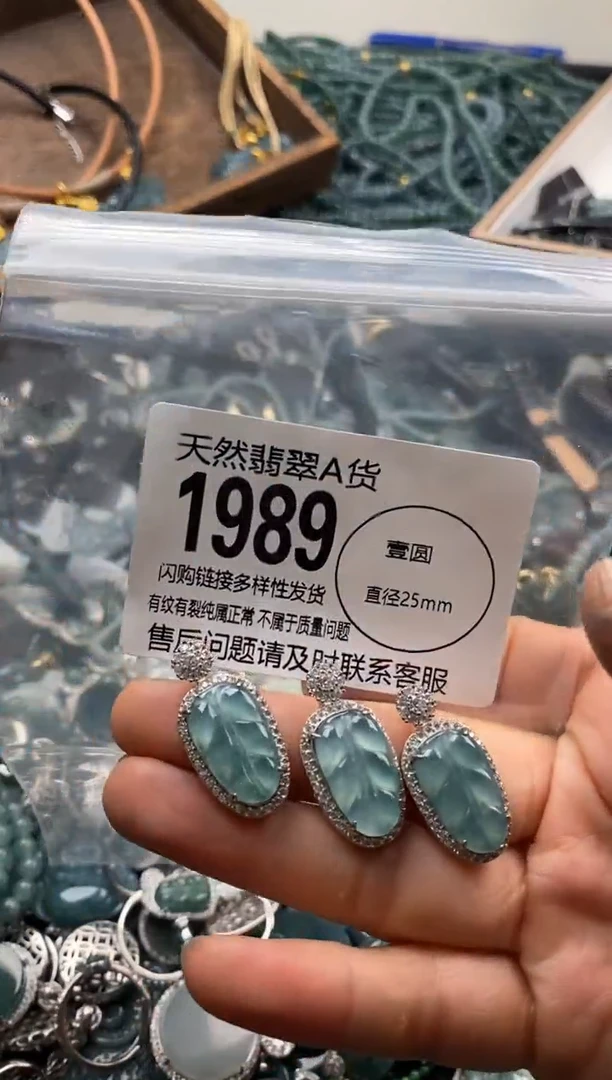 天然翡翠A货
1989
壹圆
直径25mm
闪购链接多样性发货
有纹有裂纯属正常 不属于质量问题
售后问题请及时联系客服